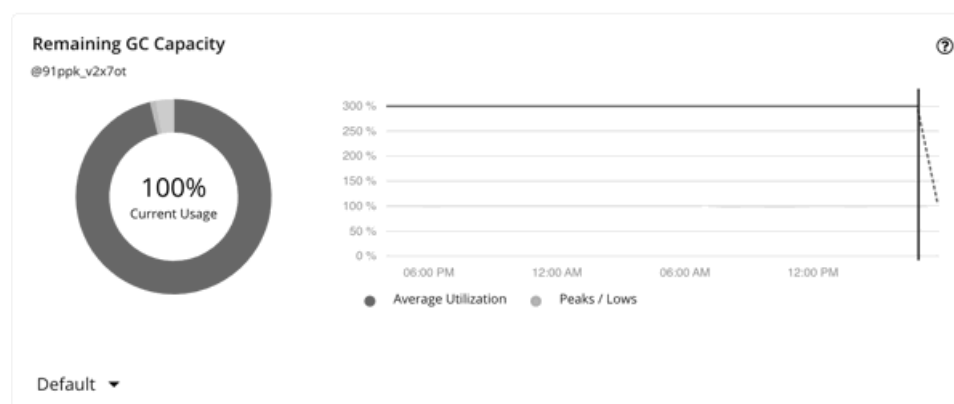 Remaining GC Capacity
@91ppk_v2x7ot
100%
Current Usage
300 %
250 %
200 %
150 %
100 %
50 %
0 %
06:00 PM 12:00 AM 06:00 AM 12:00 PM
Average Utilization Peaks / Lows
Default